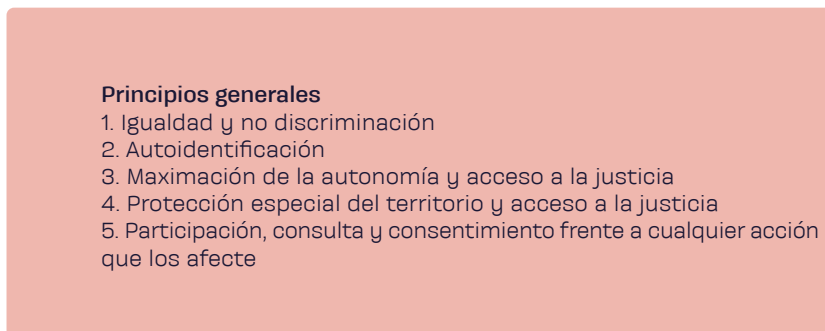 Principios generales
1. Igualdad y no discriminación
2. Autoidentificación
3. Maximación de la autonomía y acceso a la justicia
4. Protección especial del territorio y acceso a la justicia
5. Participación, consulta y consentimiento frente a cualquier acción
que los afecte